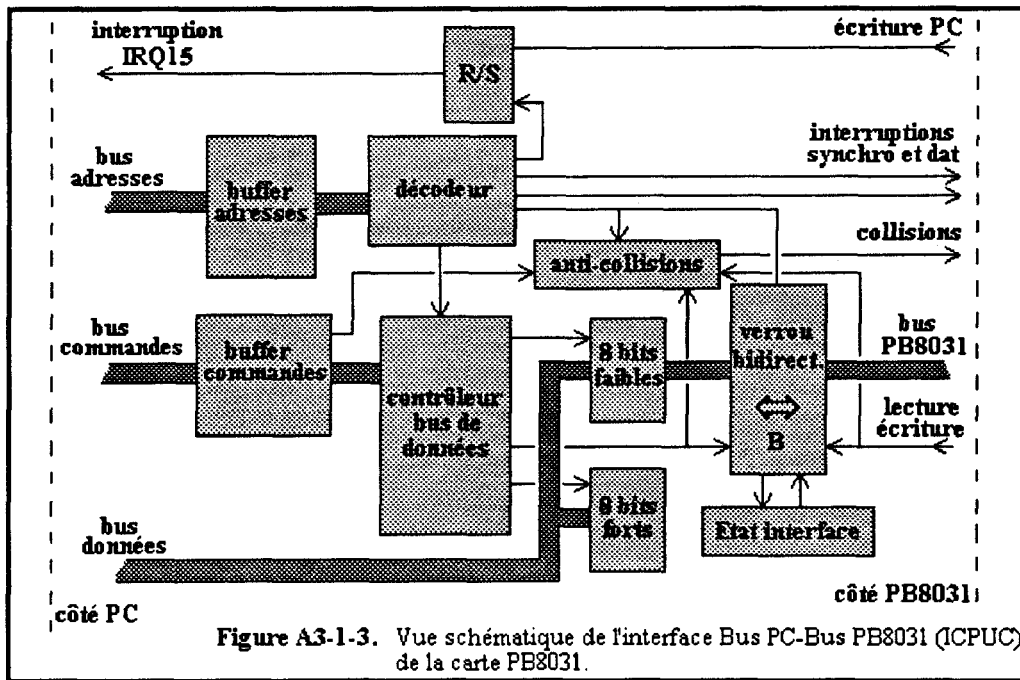 interruption
IRQ15
écriture PC
R/S
bus
adresses
buffer
adresses
décodeur
interruptions
synchro et dat
collisions
anti-collisions
bus
commandes
buffer
commandes
contrôleur
bus de
données
8 bits
faibles
verrou
bidirect.
B
bus
PB8031
lecture
écriture
8 bits
forts
Etat interface
bus
données
côté PC
côté PB8031
Figure A3-1-3. Vue schématique de l'interface Bus PC-Bus PB8031 (ICPUC)
de la carte PB8031.